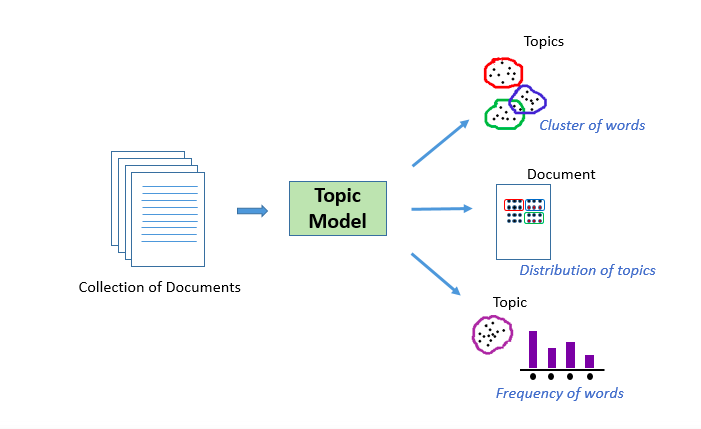 Topics
Cluster of words
Document
Topic
Model
Distribution of topics
Collection of Documents
Topic
Frequency of words